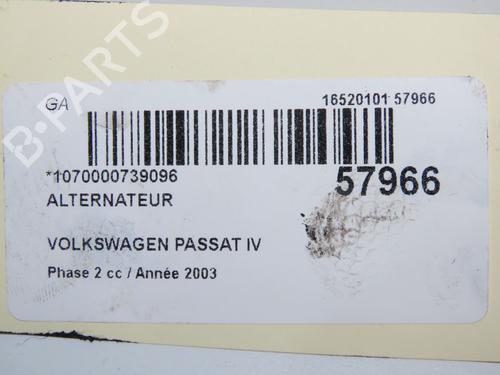 GA
16520101 57966
*1070000739096
57966
ALTERNATEUR
VOLKSWAGEN PASSAT IV
Phase 2 cc / Année 2003
B-PARTS